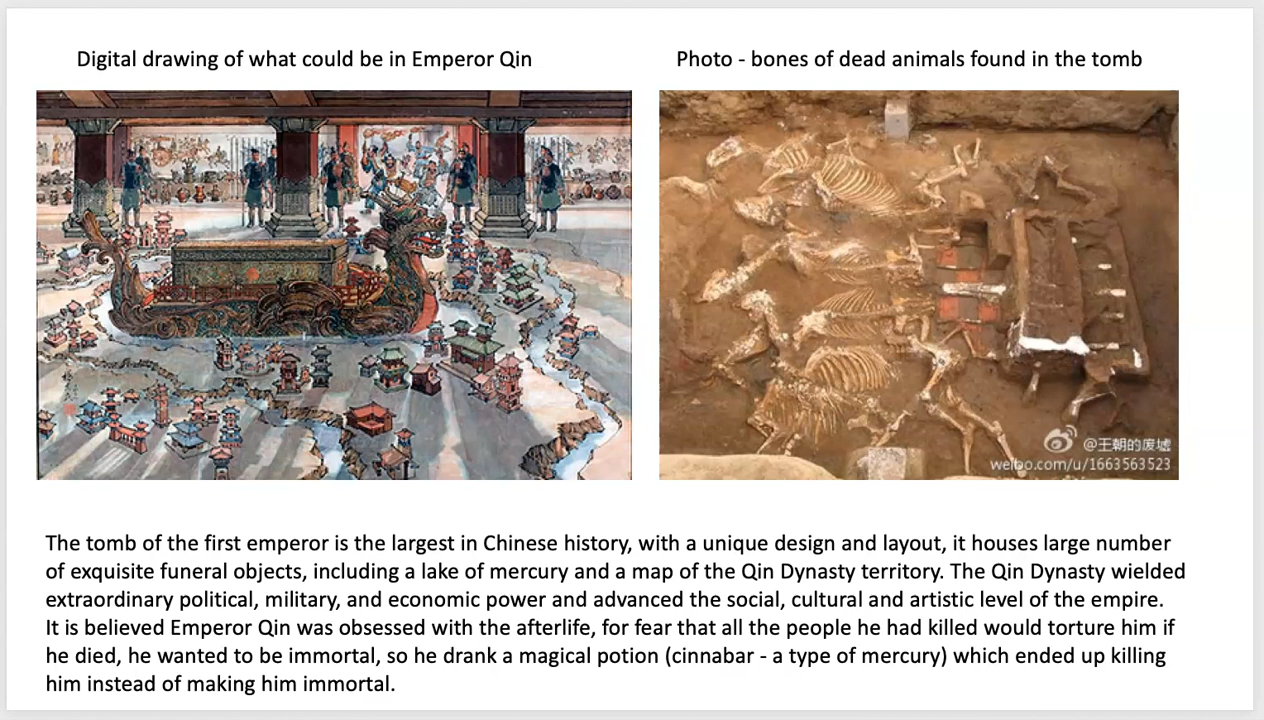 Digital drawing of what could be in Emperor Qin
Photo - bones of dead animals found in the tomb
@王朝的废墟
weibo.com/u/1663563523
The tomb of the first emperor is the largest in Chinese history, with a unique design and layout, it houses large number
of exquisite funeral objects, including a lake of mercury and a map of the Qin Dynasty territory. The Qin Dynasty wielded
extraordinary political, military, and economic power and advanced the social, cultural and artistic level of the empire.
It is believed Emperor Qin was obsessed with the afterlife, for fear that all the people he had killed would torture him if
he died, he wanted to be immortal, so he drank a magical potion (cinnabar - a type of mercury) which ended up killing
him instead of making him immortal.